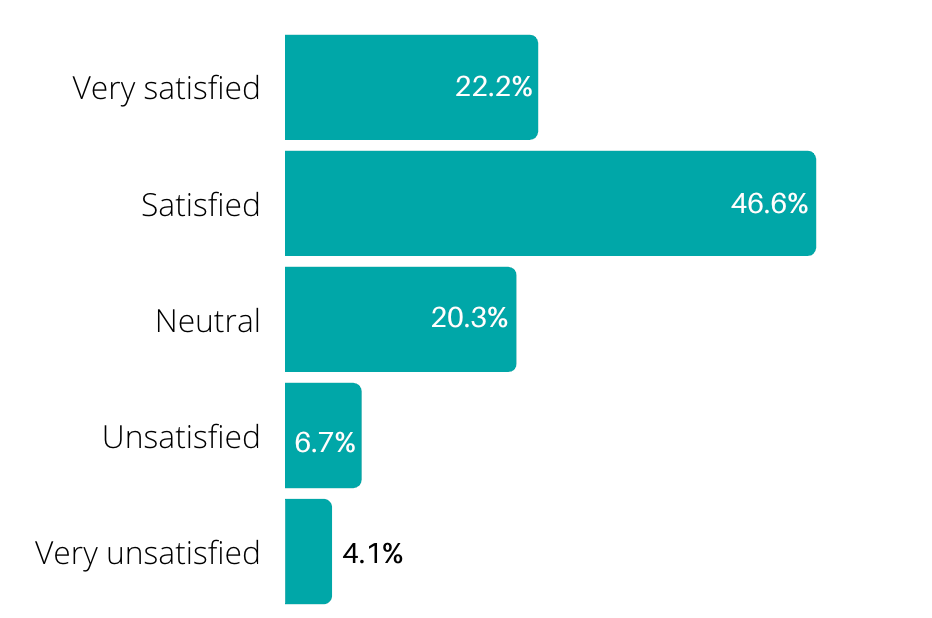 Very satisfied 22.2%
Satisfied 46.6%
Neutral 20.3%
Unsatisfied 6.7%
Very unsatisfied 4.1%